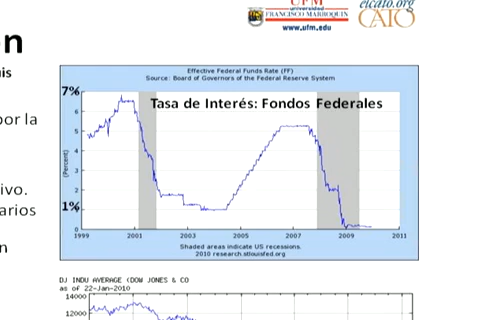 UFM
universidad
FRANCISCO MARROQUIN
www.ufm.edu
elcato.org
CATO
ón
uis
por la
ivo.
arios
n
Effective Federal Funds Rate (FF)
Source: Board of Governors of the Federal Reserve System
7%
Tasa de Interés: Fondos Federales
7
6
5
4
3
2
1%
1
0
(Percent)
1999 2001 2003 2005 2007 2009 2011
Shaded areas indicate US recessions.
2010 research.stlouisfed.org
DJ INDU AVERAGE (DOW JONES & CO
as of 22-Jan-2010
14000
12000